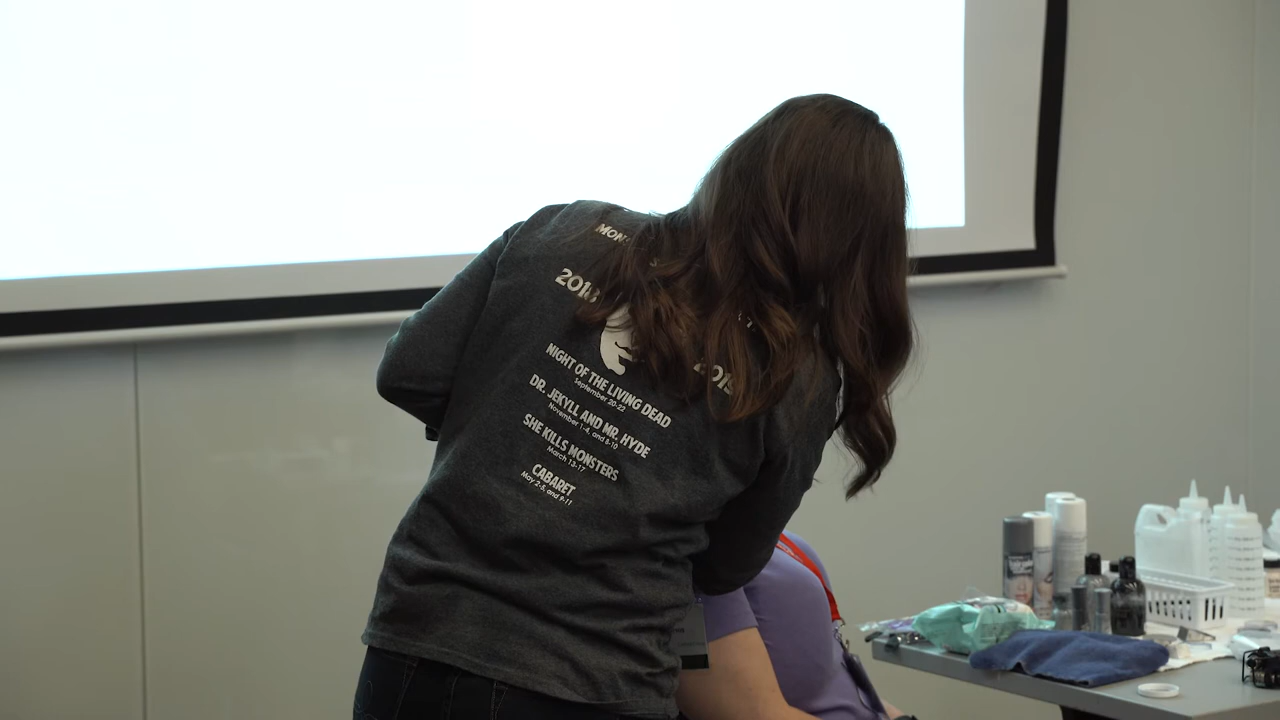 2018
2019
NIGHT OF THE LIVING DEAD
September 20-22
DR. JEKYLL AND MR. HYDE
November 1-4, and 8-10
SHE KILLS MONSTERS
March 13-17
CABARET
May 2-5, and 9-11